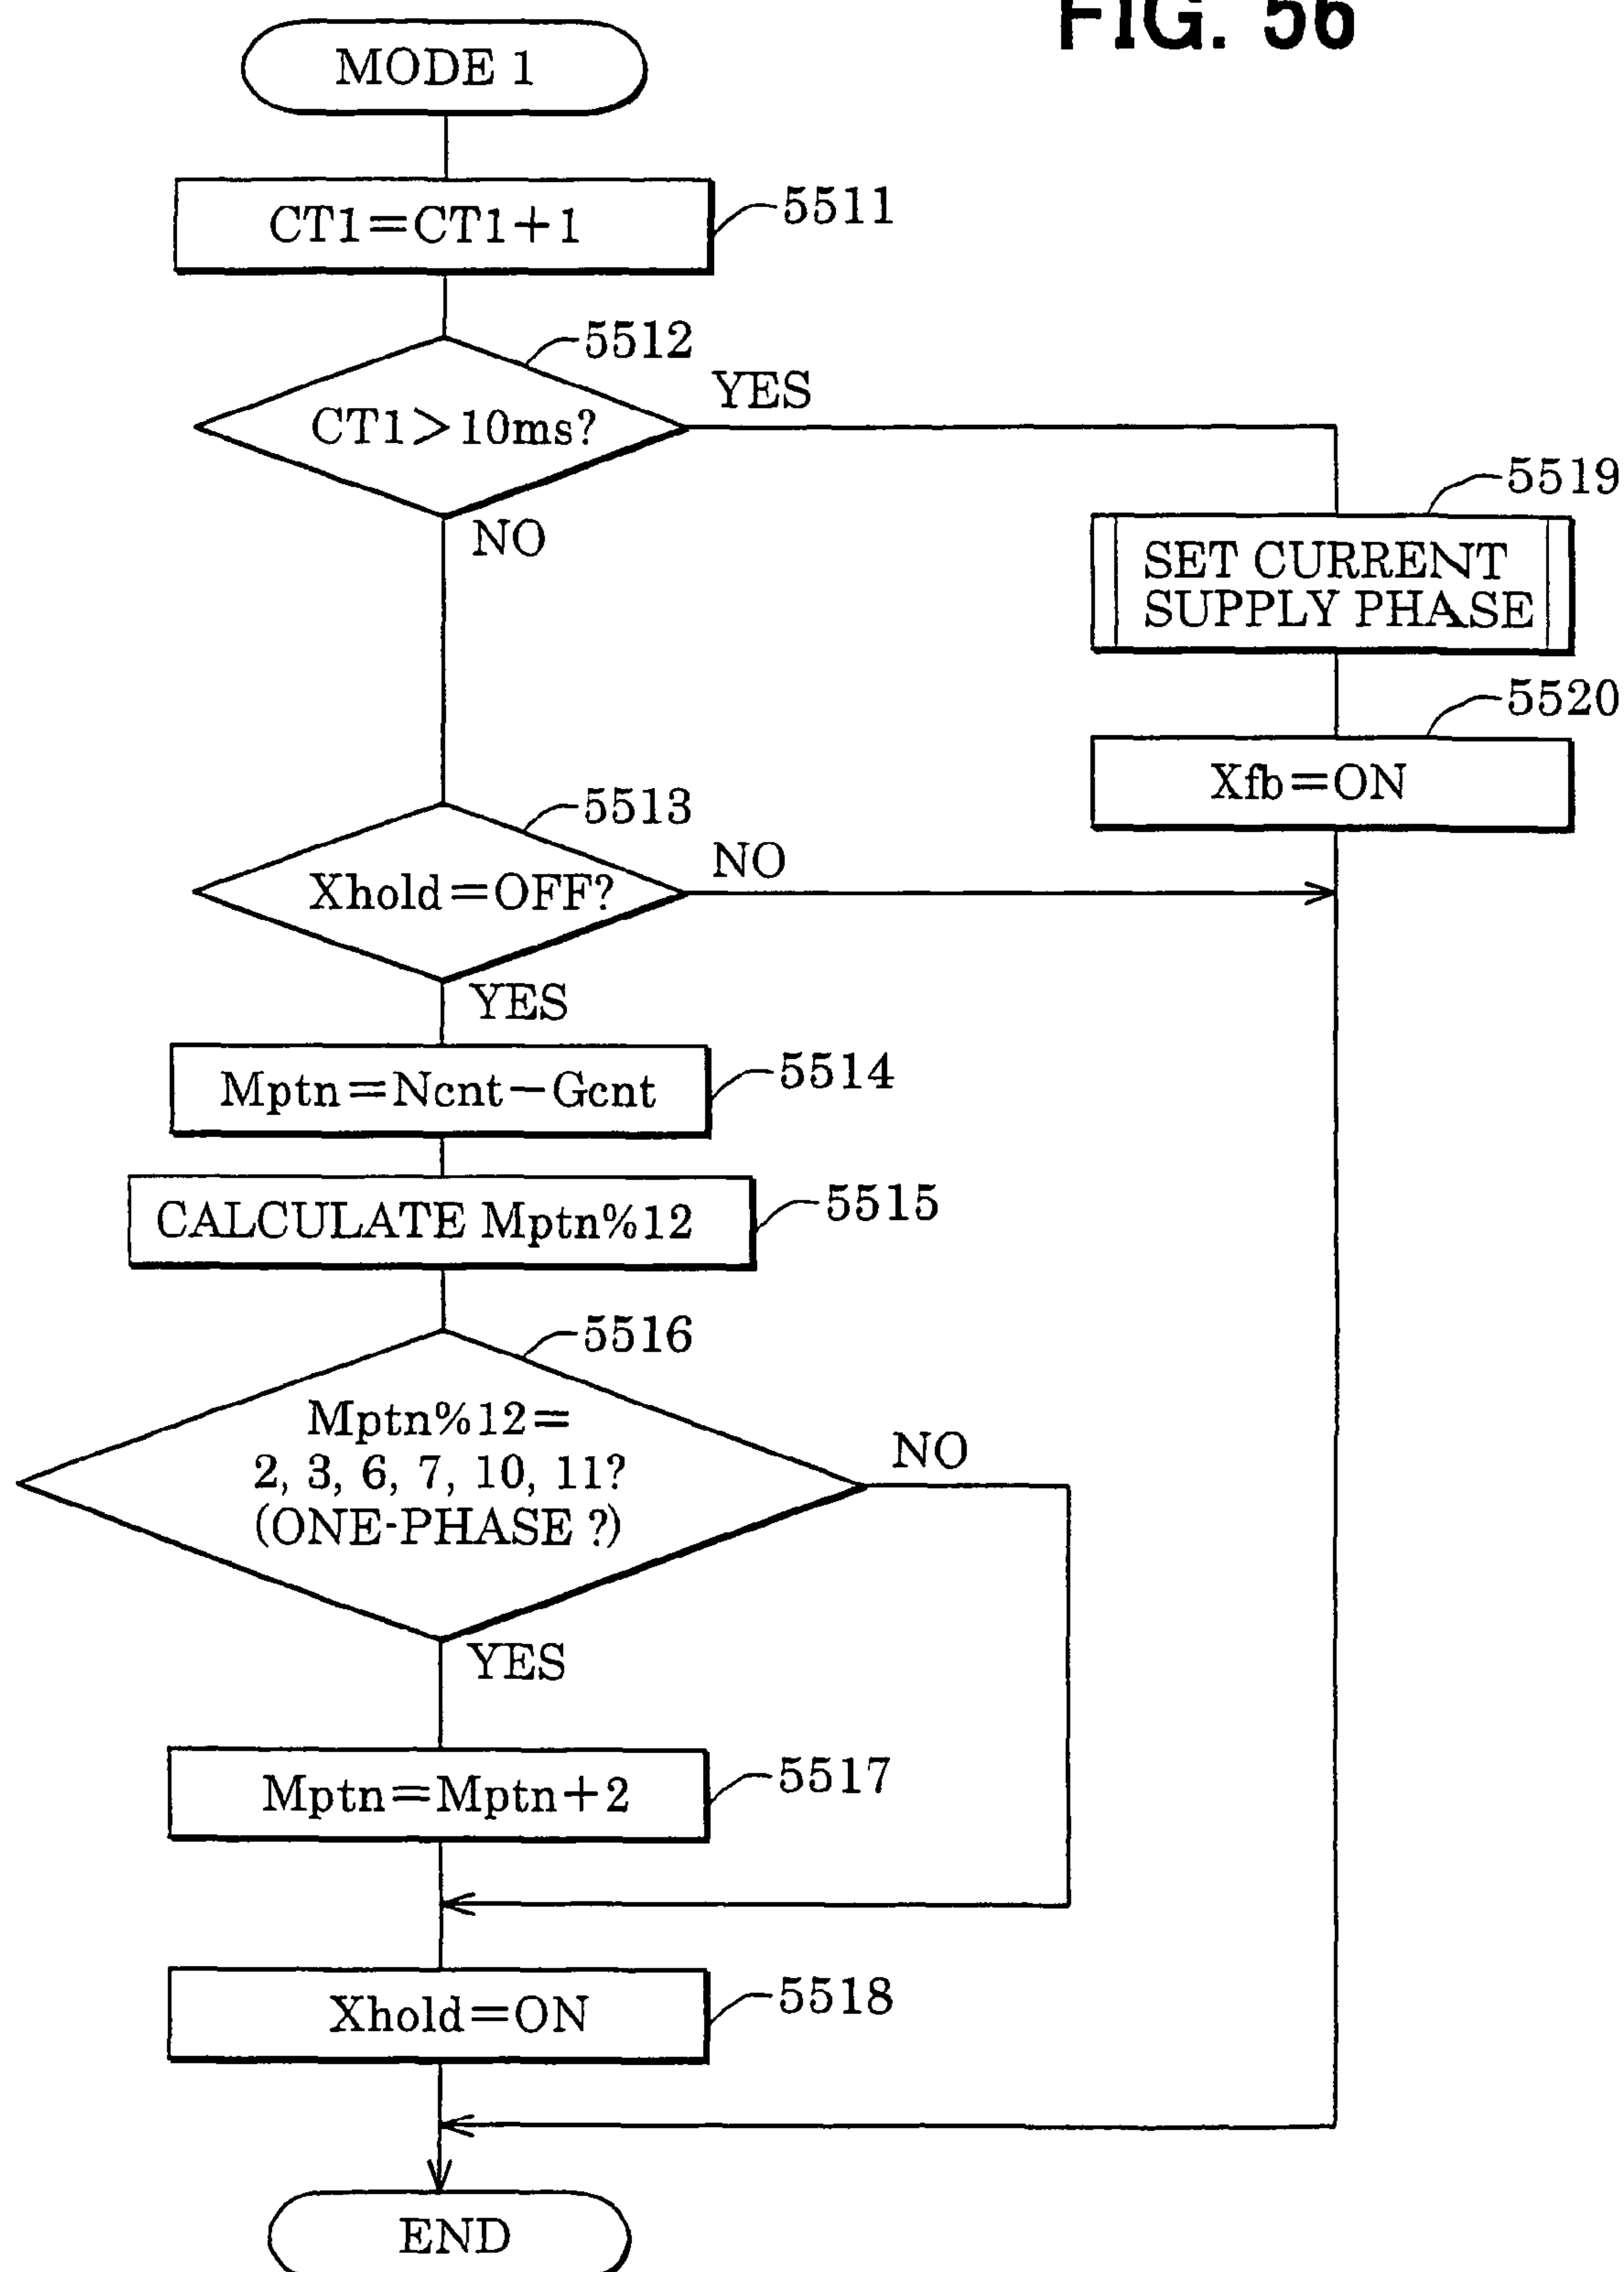 FIG. 56
MODE 1
CT1=CT1+1
5511
5512
CT1>10ms?
YES
NO
5519
SET CURRENT
SUPPLY PHASE
5520
Xfb=ON
5513
Xhold=OFF?
NO
YES
Mptn=Ncnt-Gcnt
5514
CALCULATE Mptn%12
5515
5516
Mptn%12=
2, 3, 6, 7, 10, 11?
(ONE-PHASE ?)
NO
YES
Mptn=Mptn+2
5517
Xhold=ON
5518
END